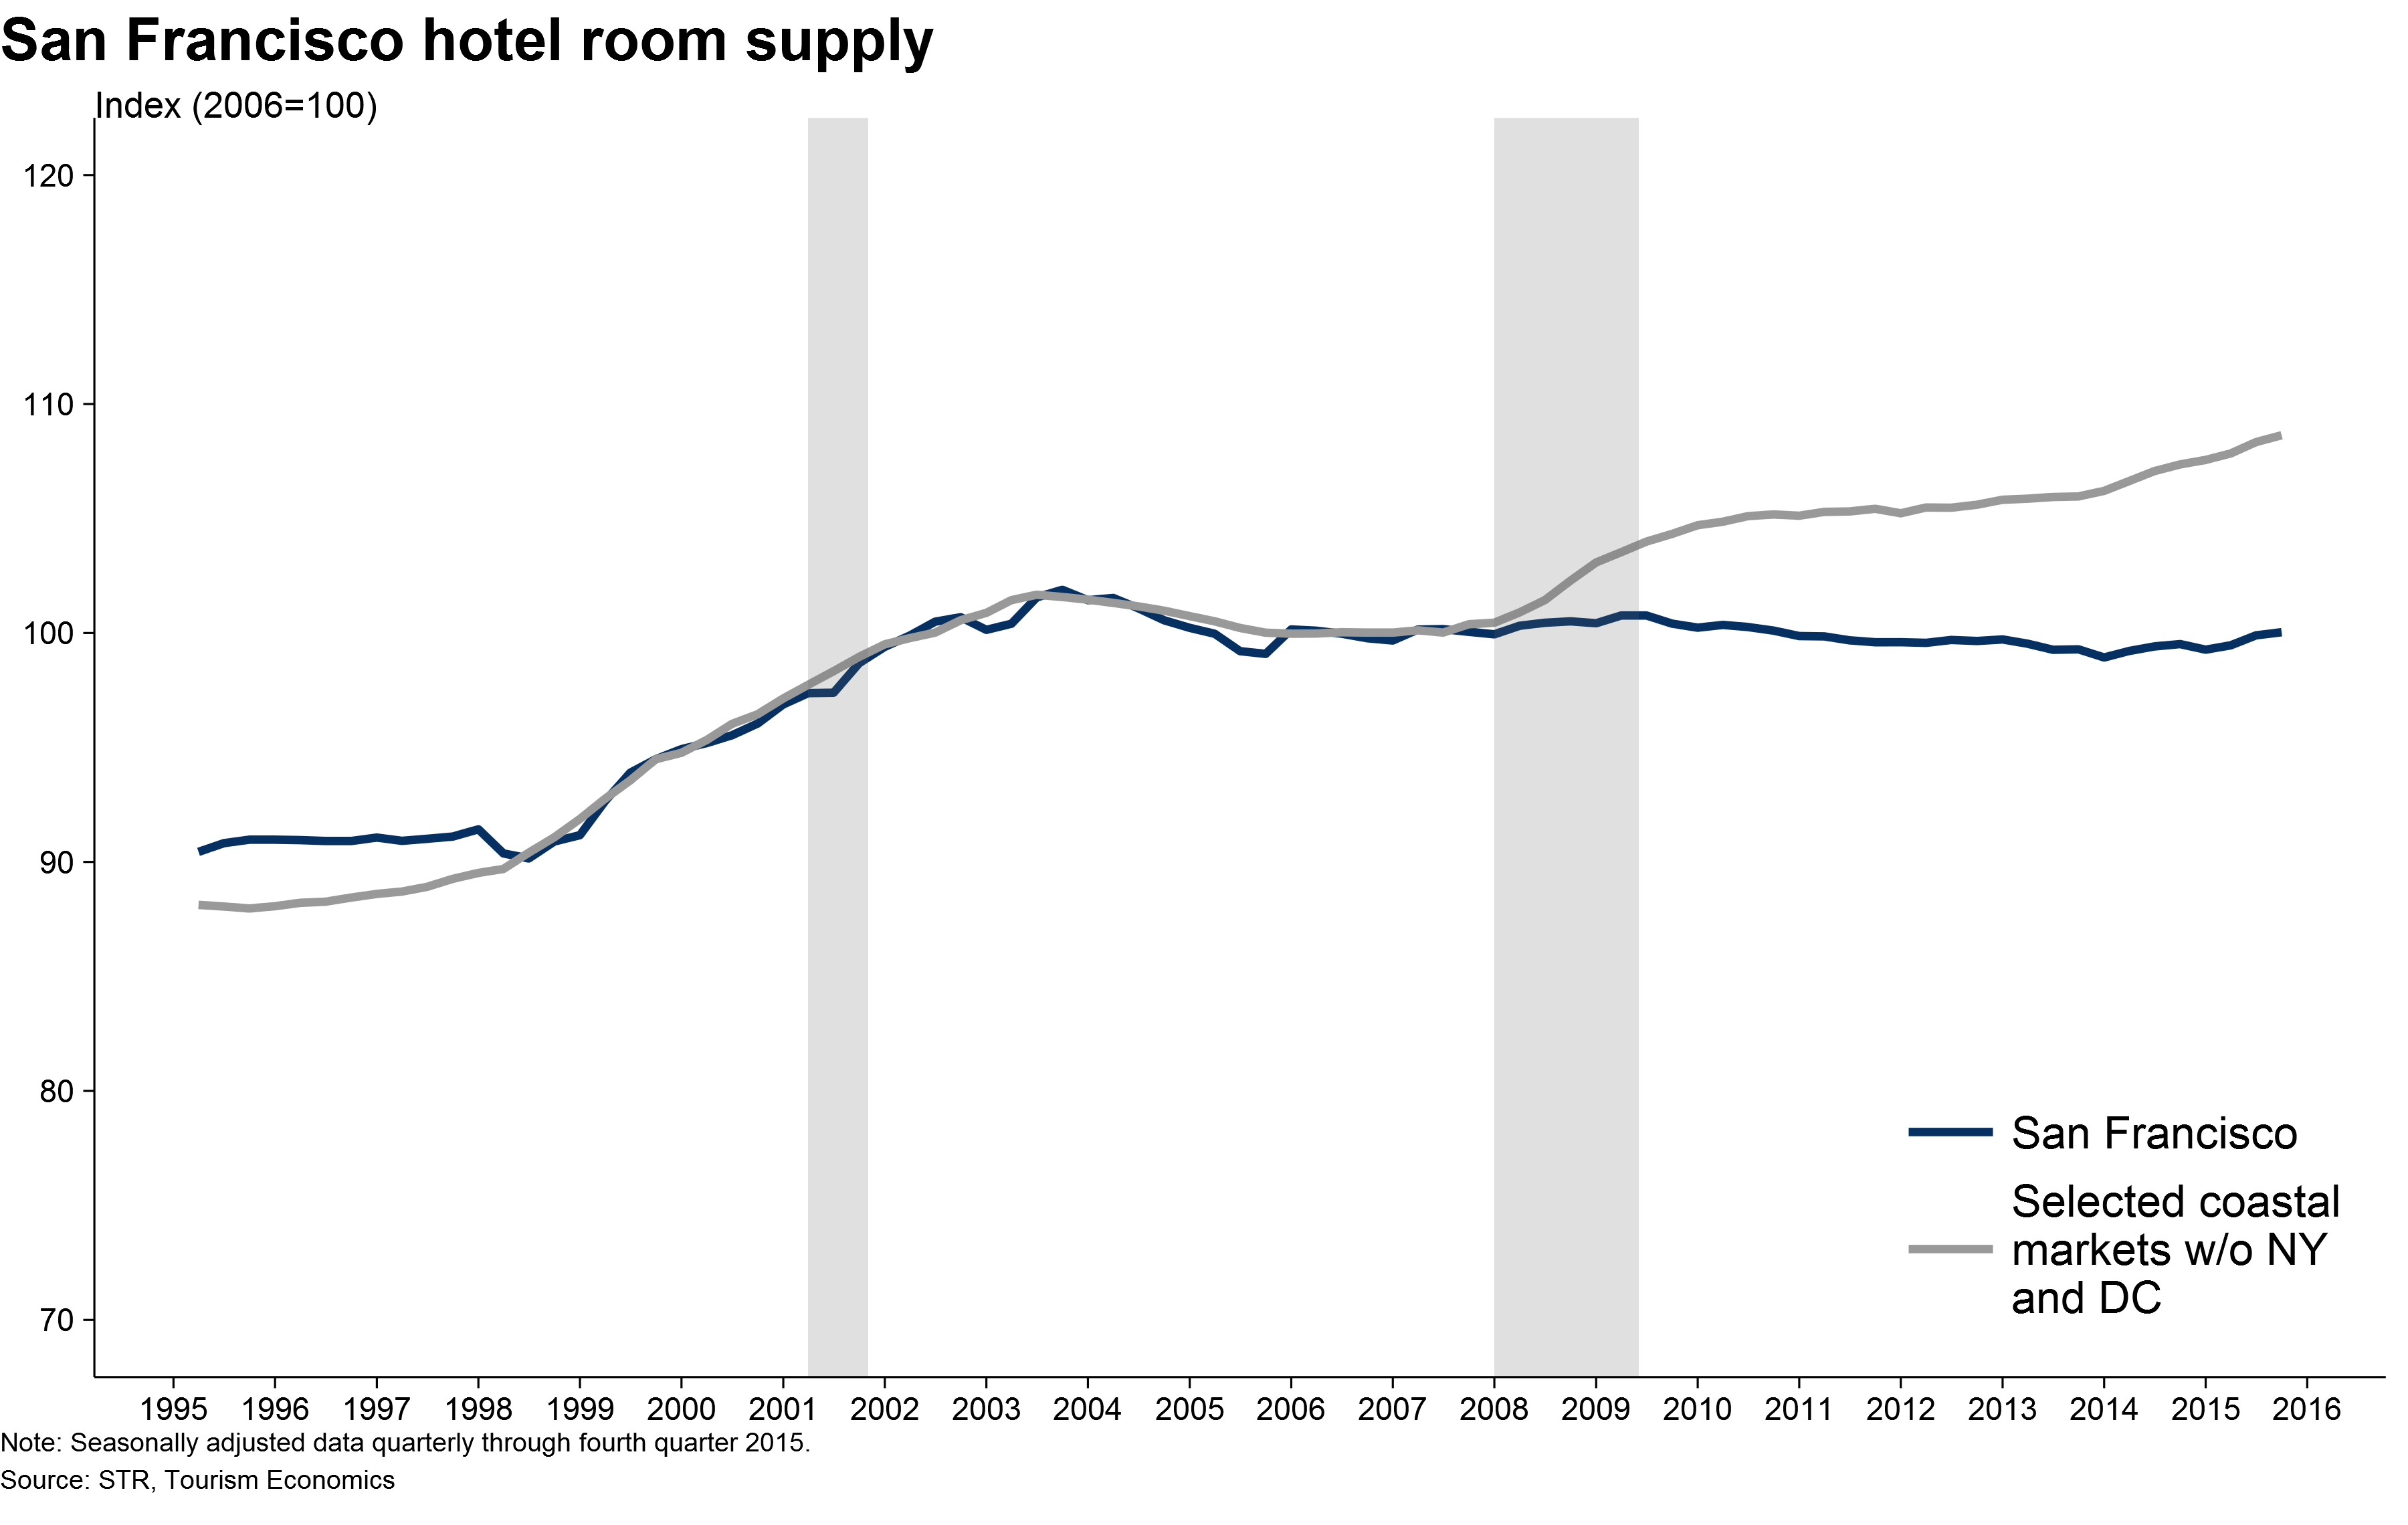 San Francisco hotel room supply
Index (2006=100)
120
110
100
90
80
70
San Francisco
Selected coastal
markets w/o NY
and DC
1995 1996 1997 1998 1999 2000 2001 2002 2003 2004 2005 2006 2007 2008 2009 2010 2011 2012 2013 2014 2015 2016
Note: Seasonally adjusted data quarterly through fourth quarter 2015.
Source: STR, Tourism Economics